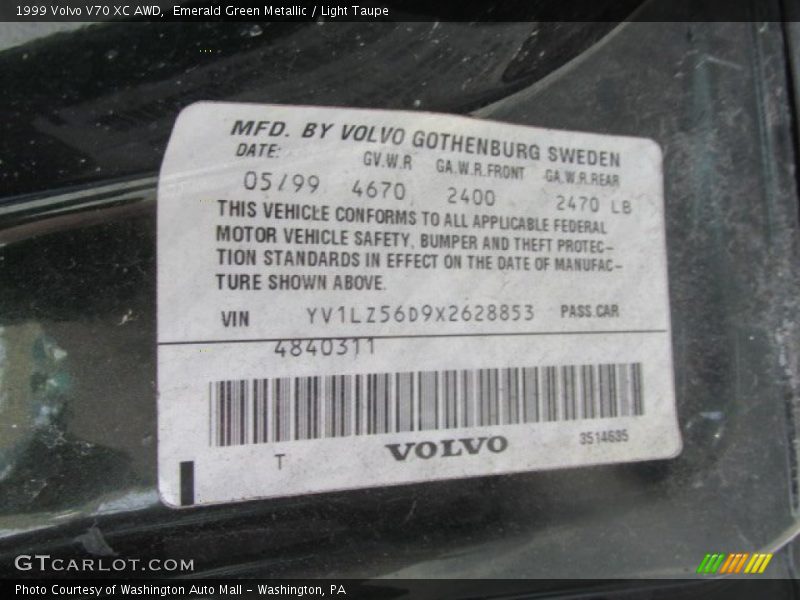 1999 Volvo V70 XC AWD, Emerald Green Metallic / Light Taupe
MFD. BY VOLVO GOTHENBURG SWEDEN
DATE: GV.W.R GA.W.R.FRONT GA.W.R.REAR
05/99 4670 2400 2470 LB
THIS VEHICLE CONFORMS TO ALL APPLICABLE FEDERAL
MOTOR VEHICLE SAFETY, BUMPER AND THEFT PROTEC-
TION STANDARDS IN EFFECT ON THE DATE OF MANUFAC-
TURE SHOWN ABOVE.
VIN YV1LZ56D9X2628853 PASS.CAR
4840311
T VOLVO 3514635
GTCARLOT.COM
Photo Courtesy of Washington Auto Mall - Washington, PA